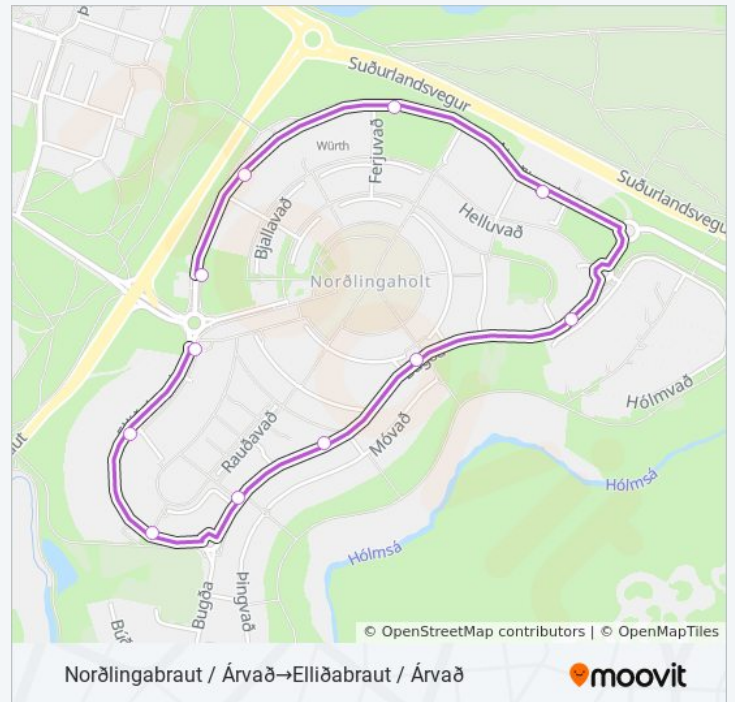 Suðurlandsvegur
Würth
Ferjuvað
Suðurlandsvegur
Helluvað
Bjallavað
Norðlingaholt
Hólmvað
Móvað
Rauðavað
Hólmsá
Hólmsá
Bugða
Þingvað
© OpenStreetMap contributors | © OpenMapTiles
Norðlingabraut / Árvað→Elliðabraut / Árvað
moovit